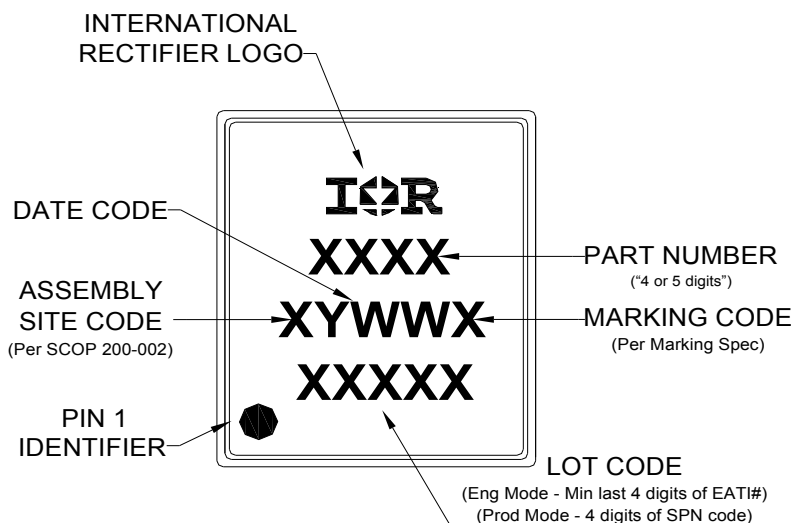 INTERNATIONAL
RECTIFIER LOGO
IOR
DATE CODE
XXXX
PART NUMBER
(“4 or 5 digits”)
ASSEMBLY
SITE CODE
(Per SCOP 200-002)
XYWWX
MARKING CODE
(Per Marking Spec)
XXXXX
PIN 1
IDENTIFIER
LOT CODE
(Eng Mode - Min last 4 digits of EATI#)
(Prod Mode - 4 digits of SPN code)